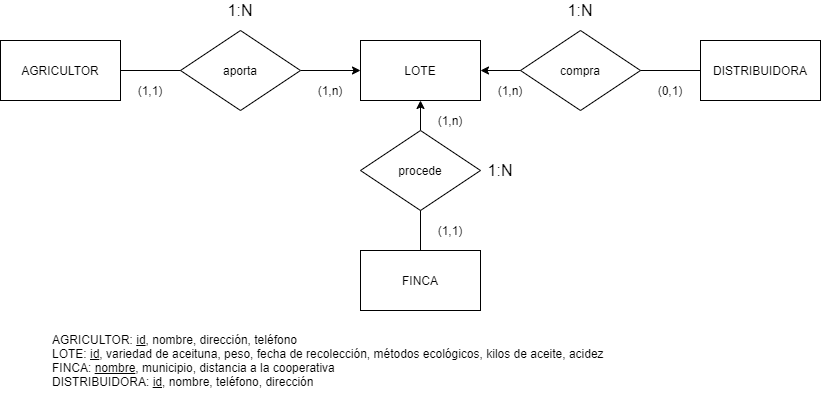 1:N
1:N
AGRICULTOR
aporta
LOTE
compra
DISTRIBUIDORA
(1,1)
(1,n)
(1,n)
(0,1)
(1,n)
procede
1:N
(1,1)
FINCA
AGRICULTOR: id, nombre, dirección, teléfono
LOTE: id, variedad de aceituna, peso, fecha de recolección, métodos ecológicos, kilos de aceite, acidez
FINCA: nombre, municipio, distancia a la cooperativa
DISTRIBUIDORA: id, nombre, teléfono, dirección